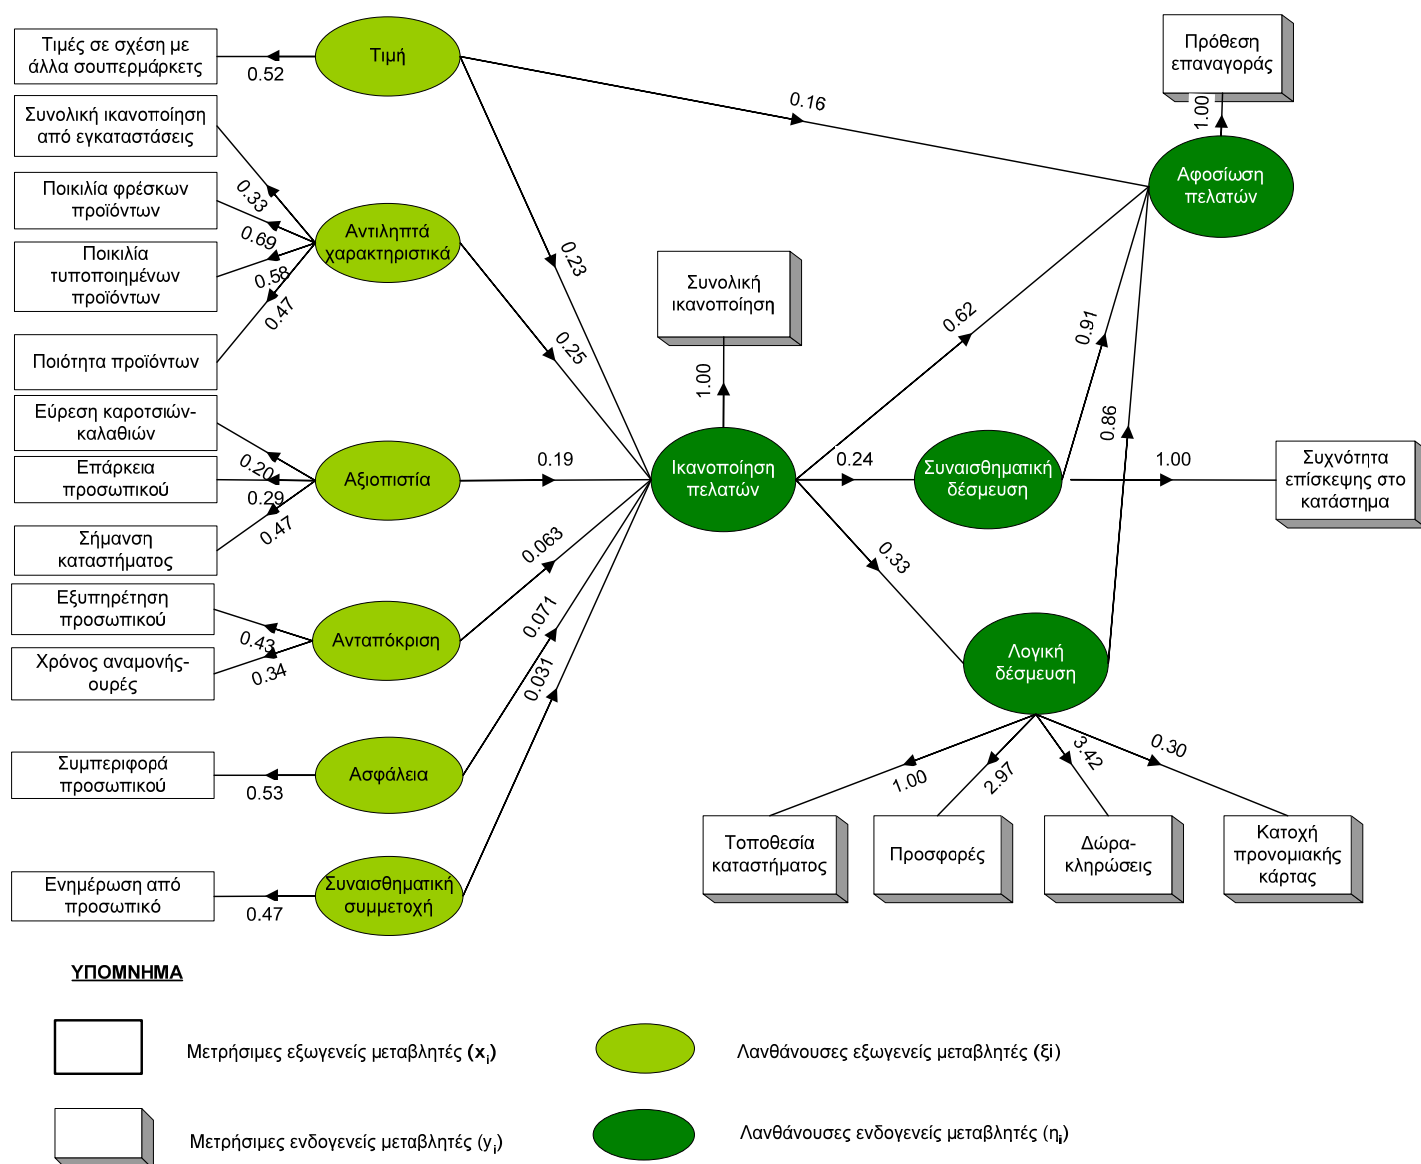 Τιμές σε σχέση με
άλλα σουπερμάρκετς
0.52
Τιμή
0.16
Πρόθεση
επαναγοράς
1.00
Αφοσίωση
πελατών
Συνολική ικανοποίηση
από εγκαταστάσεις
Ποικιλία φρέσκων
προϊόντων
Ποικιλία
τυποποιημένων
προϊόντων
Ποιότητα προϊόντων
0.33
0.69
0.58
0.47
Αντιληπτά
χαρακτηριστικά
0.23
0.25
Συνολική
ικανοποίηση
1.00
0.62
0.91
0.86
Εύρεση καροτσιών-
καλαθιών
Επάρκεια
προσωπικού
Σήμανση
καταστήματος
0.20
0.29
0.47
Αξιοπιστία
0.19
Ικανοποίηση
πελατών
0.24
Συναισθηματική
δέσμευση
1.00
Συχνότητα
επίσκεψης στο
κατάστημα
0.33
Εξυπηρέτηση
προσωπικού
Χρόνος αναμονής-
ουρές
0.43
0.34
Ανταπόκριση
0.063
0.071
0.031
Λογική
δέσμευση
Συμπεριφορά
προσωπικού
0.53
Ασφάλεια
1.00
2.97
3.42
0.30
Τοποθεσία
καταστήματος
Προσφορές
Δώρα-
κληρώσεις
Κατοχή
προνομιακής
κάρτας
Ενημέρωση από
προσωπικό
0.47
Συναισθηματική
συμμετοχή
ΥΠΟΜΝΗΜΑ
Μετρήσιμες εξωγενείς μεταβλητές (xi)
Λανθάνουσες εξωγενείς μεταβλητές (ξi)
Μετρήσιμες ενδογενείς μεταβλητές (yi)
Λανθάνουσες ενδογενείς μεταβλητές (ηi)